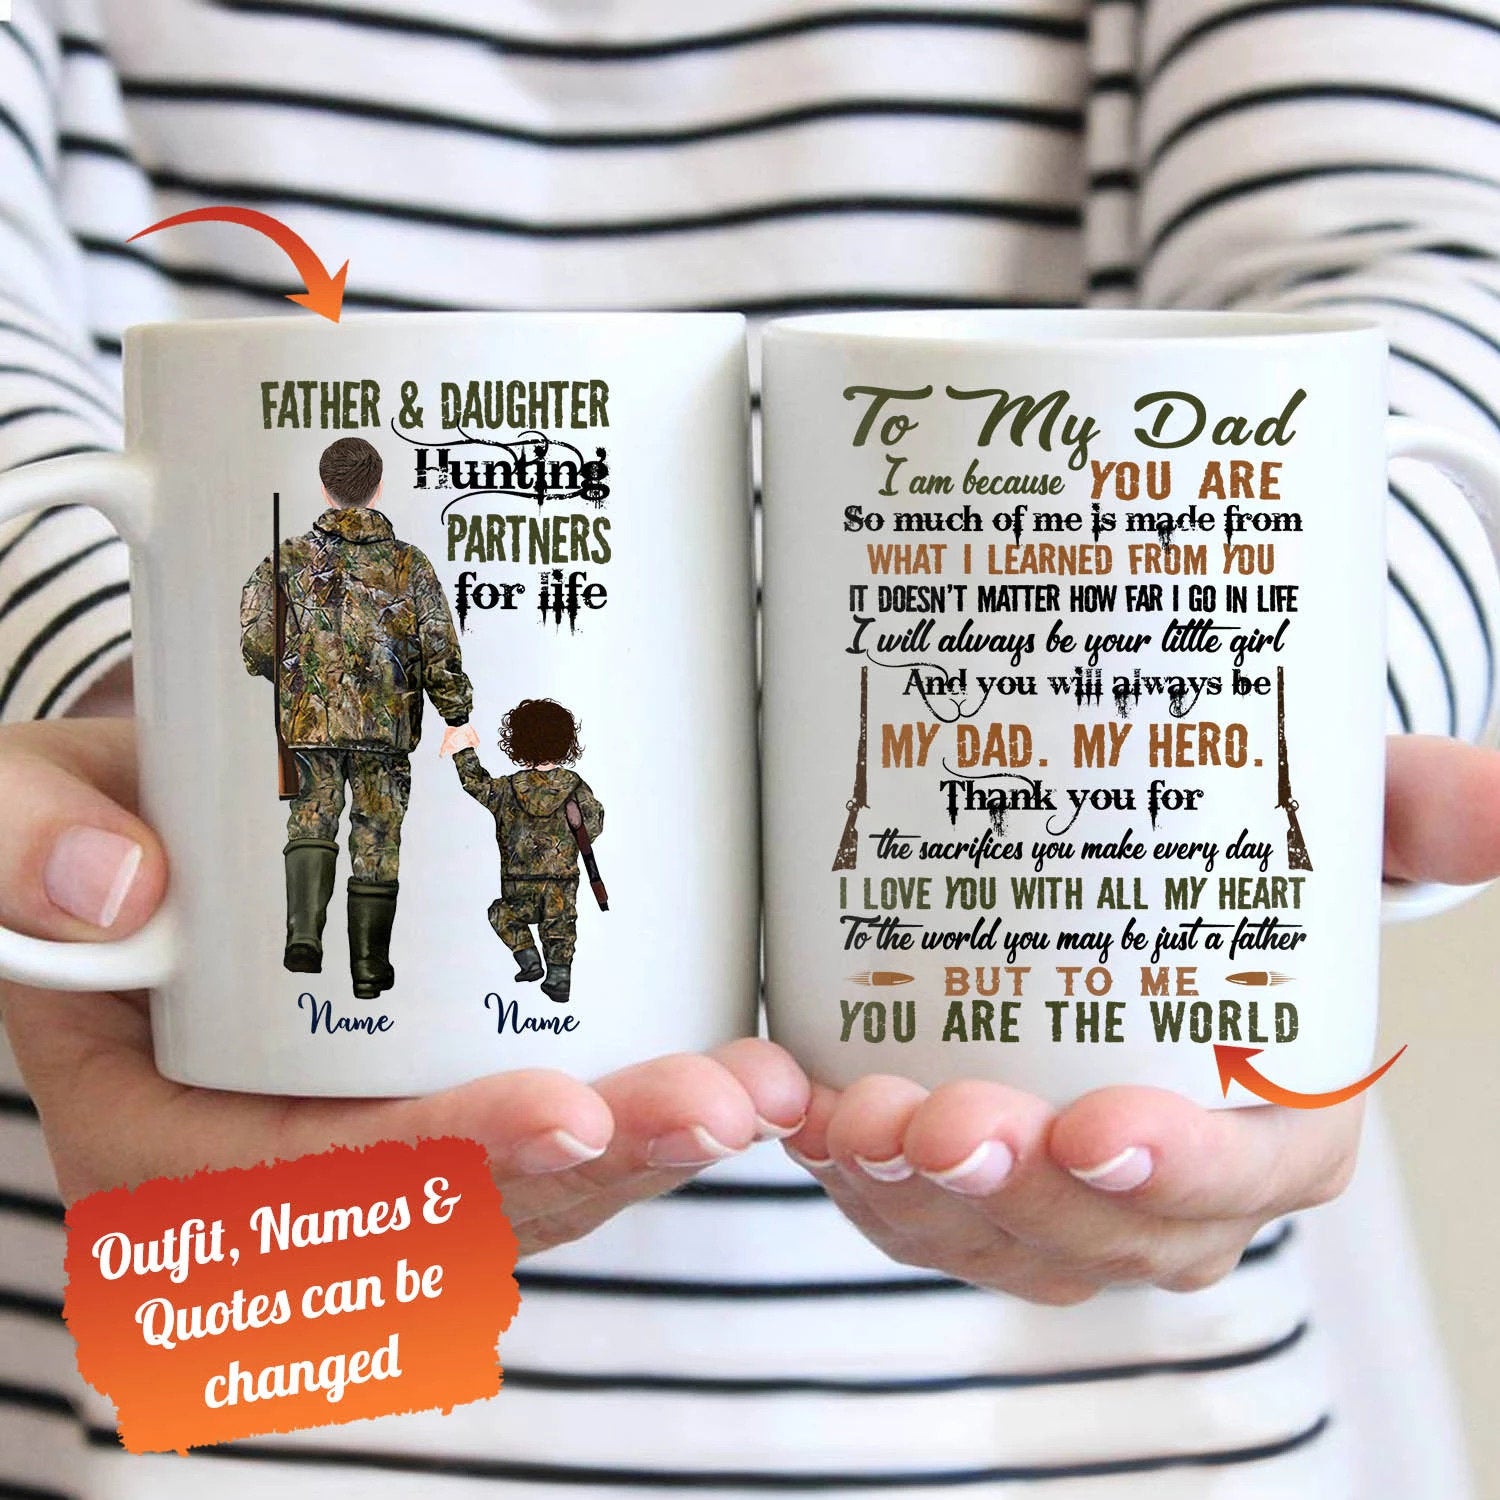 FATHER & DAUGHTER
Hunting
PARTNERS
for life
Name
Name
To My Dad
I am because YOU ARE
So much of me is made from
WHAT I LEARNED FROM YOU
IT DOESN'T MATTER HOW FAR I GO IN LIFE
I will always be your little girl
And you will always be
MY DAD. MY HERO.
Thank you for
the sacrifices you make every day
I LOVE YOU WITH ALL MY HEART
To the world you may be just a father
BUT TO ME
YOU ARE THE WORLD
Outfit, Names &
Quotes can be
changed